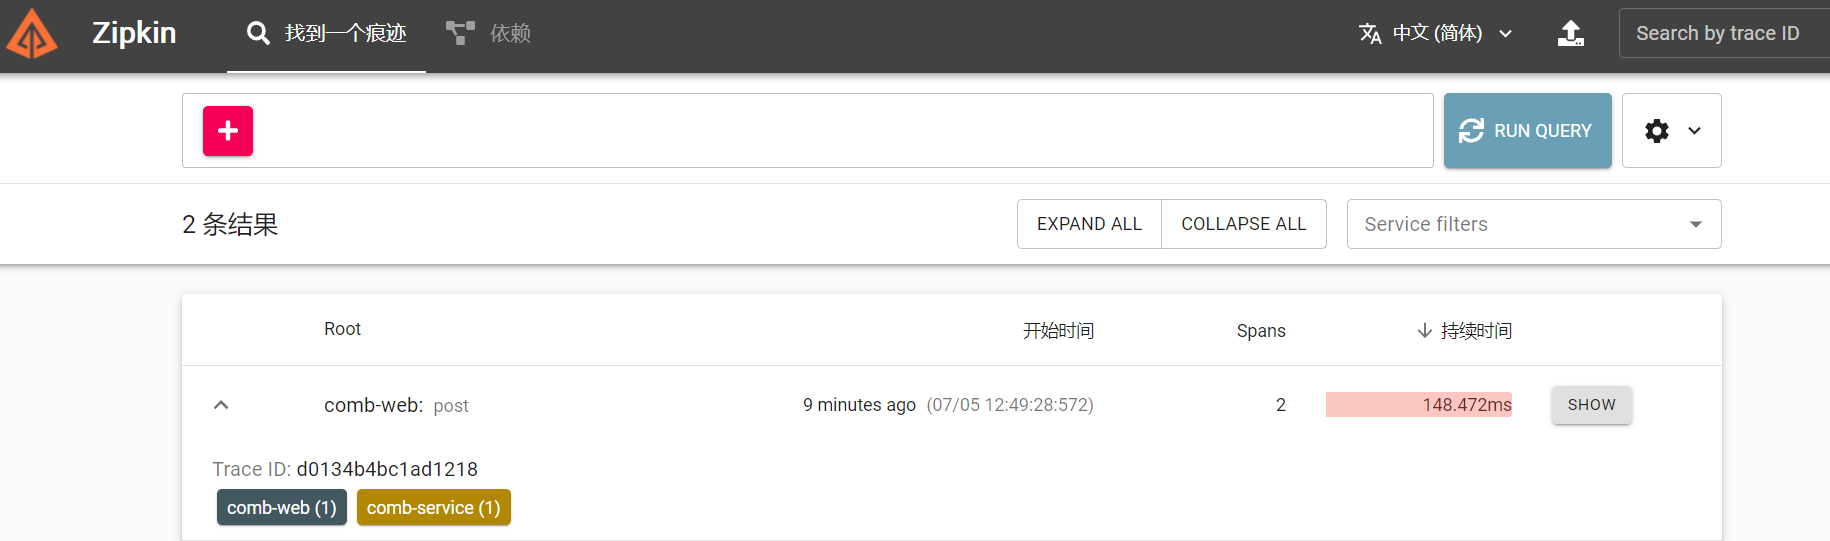 Zipkin 找到一个痕迹 依赖 中文 (简体) Search by trace ID
RUN QUERY
2 条结果 EXPAND ALL COLLAPSE ALL Service filters
Root 开始时间 Spans 持续时间
comb-web: post 9 minutes ago (07/05 12:49:28:572) 2 148.472ms SHOW
Trace ID: d0134b4bc1ad1218
comb-web (1) comb-service (1)